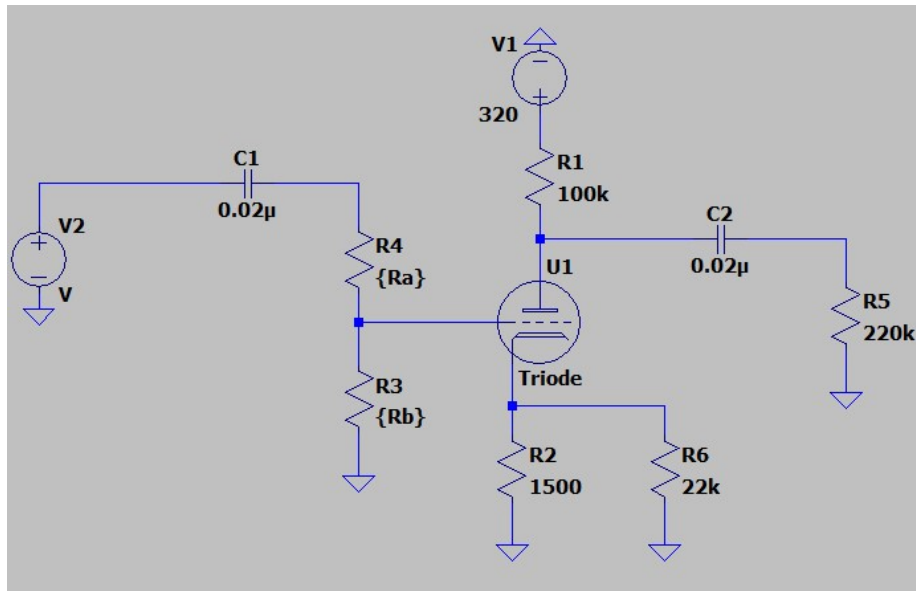 V1
320
R1
100k
C1
0.02µ
V2
V
R4
{Ra}
C2
0.02µ
U1
Triode
R5
220k
R3
{Rb}
R2
1500
R6
22k